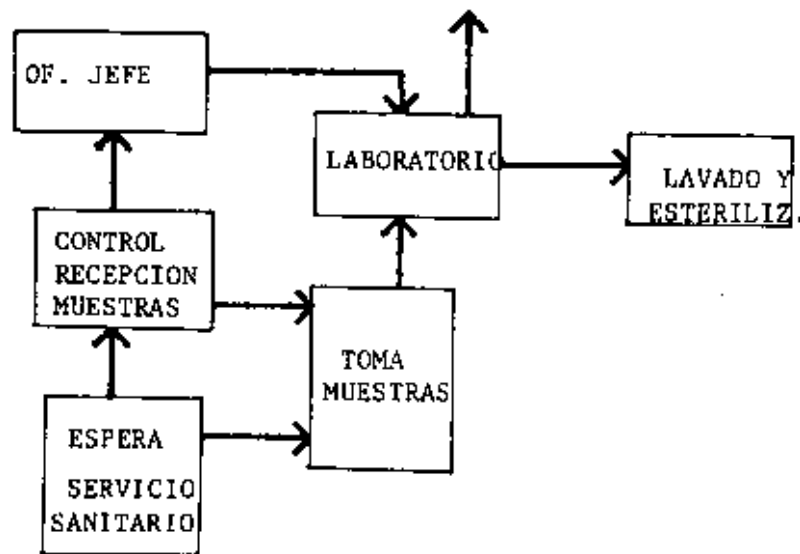 OF. JEFE
LABORATORIO
LAVADO Y
ESTERILIZ.
CONTROL
RECEPCION
MUESTRAS
TOMA
MUESTRAS
ESPERA
SERVICIO
SANITARIO